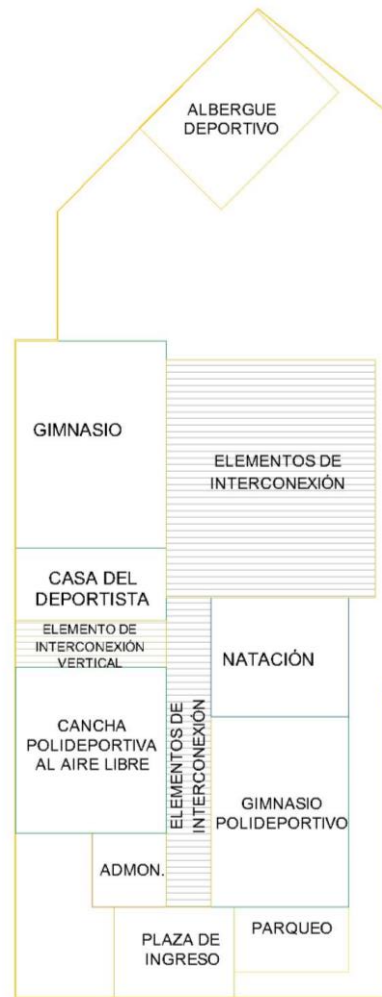 ALBERGUE
DEPORTIVO
GIMNASIO
ELEMENTOS DE
INTERCONEXIÓN
CASA DEL
DEPORTISTA
ELEMENTO DE
INTERCONEXIÓN
VERTICAL
NATACIÓN
CANCHA
POLIDEPORTIVA
AL AIRE LIBRE
ELEMENTOS DE
INTERCONEXIÓN
GIMNASIO
POLIDEPORTIVO
ADMON.
PLAZA DE
INGRESO
PARQUEO